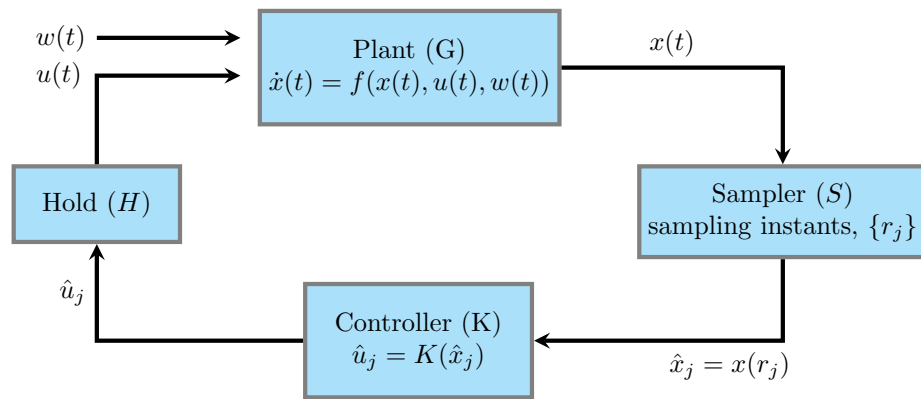 w(t)
u(t)
Plant (G)
ẋ(t) = f(x(t), u(t), w(t))
x(t)
Hold (H)
Sampler (S)
sampling instants, {r_j}
û_j
Controller (K)
û_j = K(x̂_j)
x̂_j = x(r_j)